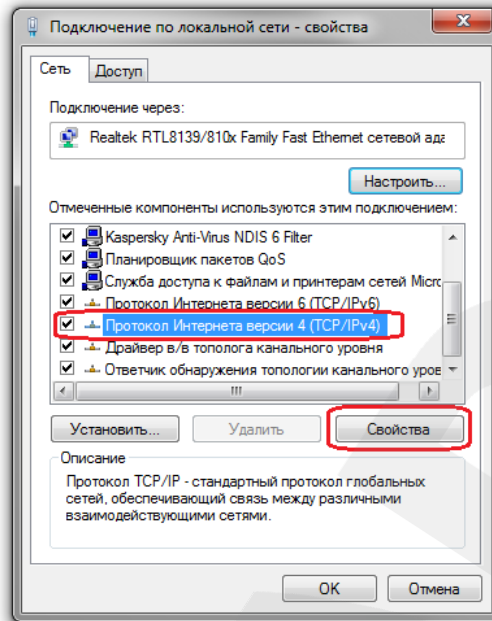 Подключение по локальной сети - свойства
Сеть
Доступ
Подключение через:
Realtek RTL8139/810x Family Fast Ethernet сетевой ада
Настроить...
Отмеченные компоненты используются этим подключением:
Kaspersky Anti-Virus NDIS 6 Filter
Планировщик пакетов QoS
Служба доступа к файлам и принтерам сетей Micro
Протокол Интернета версии 6 (TCP/IPv6)
Протокол Интернета версии 4 (TCP/IPv4)
Драйвер в/в тополога канального уровня
Ответчик обнаружения топологии канального уров
Установить...
Удалить
Свойства
Описание
Протокол TCP/IP - стандартный протокол глобальных
сетей, обеспечивающий связь между различными
взаимодействующими сетями.
OK
Отмена